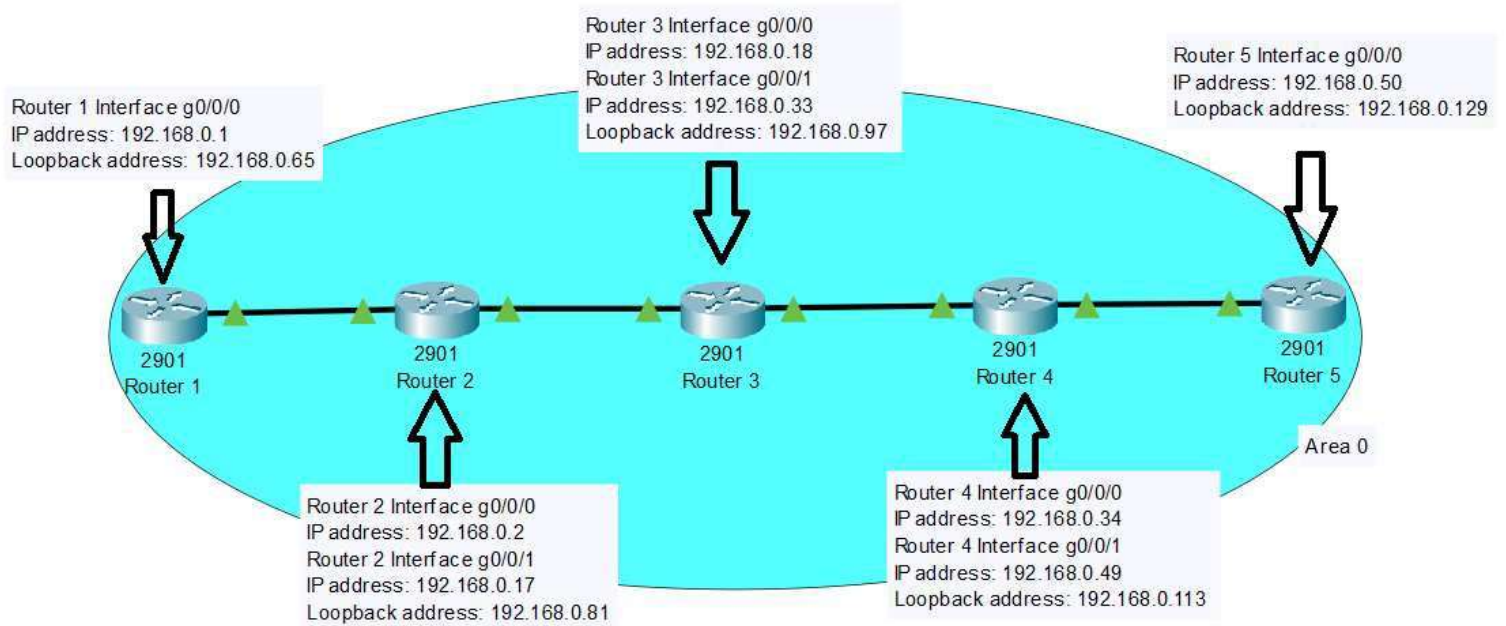 Router 3 Interface g0/0/0
IP address: 192.168.0.18
Router 3 Interface g0/0/1
IP address: 192.168.0.33
Loopback address: 192.168.0.97
Router 5 Interface g0/0/0
IP address: 192.168.0.50
Loopback address: 192.168.0.129
Router 1 Interface g0/0/0
IP address: 192.168.0.1
Loopback address: 192.168.0.65
2901
Router 1
2901
Router 2
2901
Router 3
2901
Router 4
2901
Router 5
Area 0
Router 2 Interface g0/0/0
IP address: 192.168.0.2
Router 2 Interface g0/0/1
IP address: 192.168.0.17
Loopback address: 192.168.0.81
Router 4 Interface g0/0/0
IP address: 192.168.0.34
Router 4 Interface g0/0/1
IP address: 192.168.0.49
Loopback address: 192.168.0.113